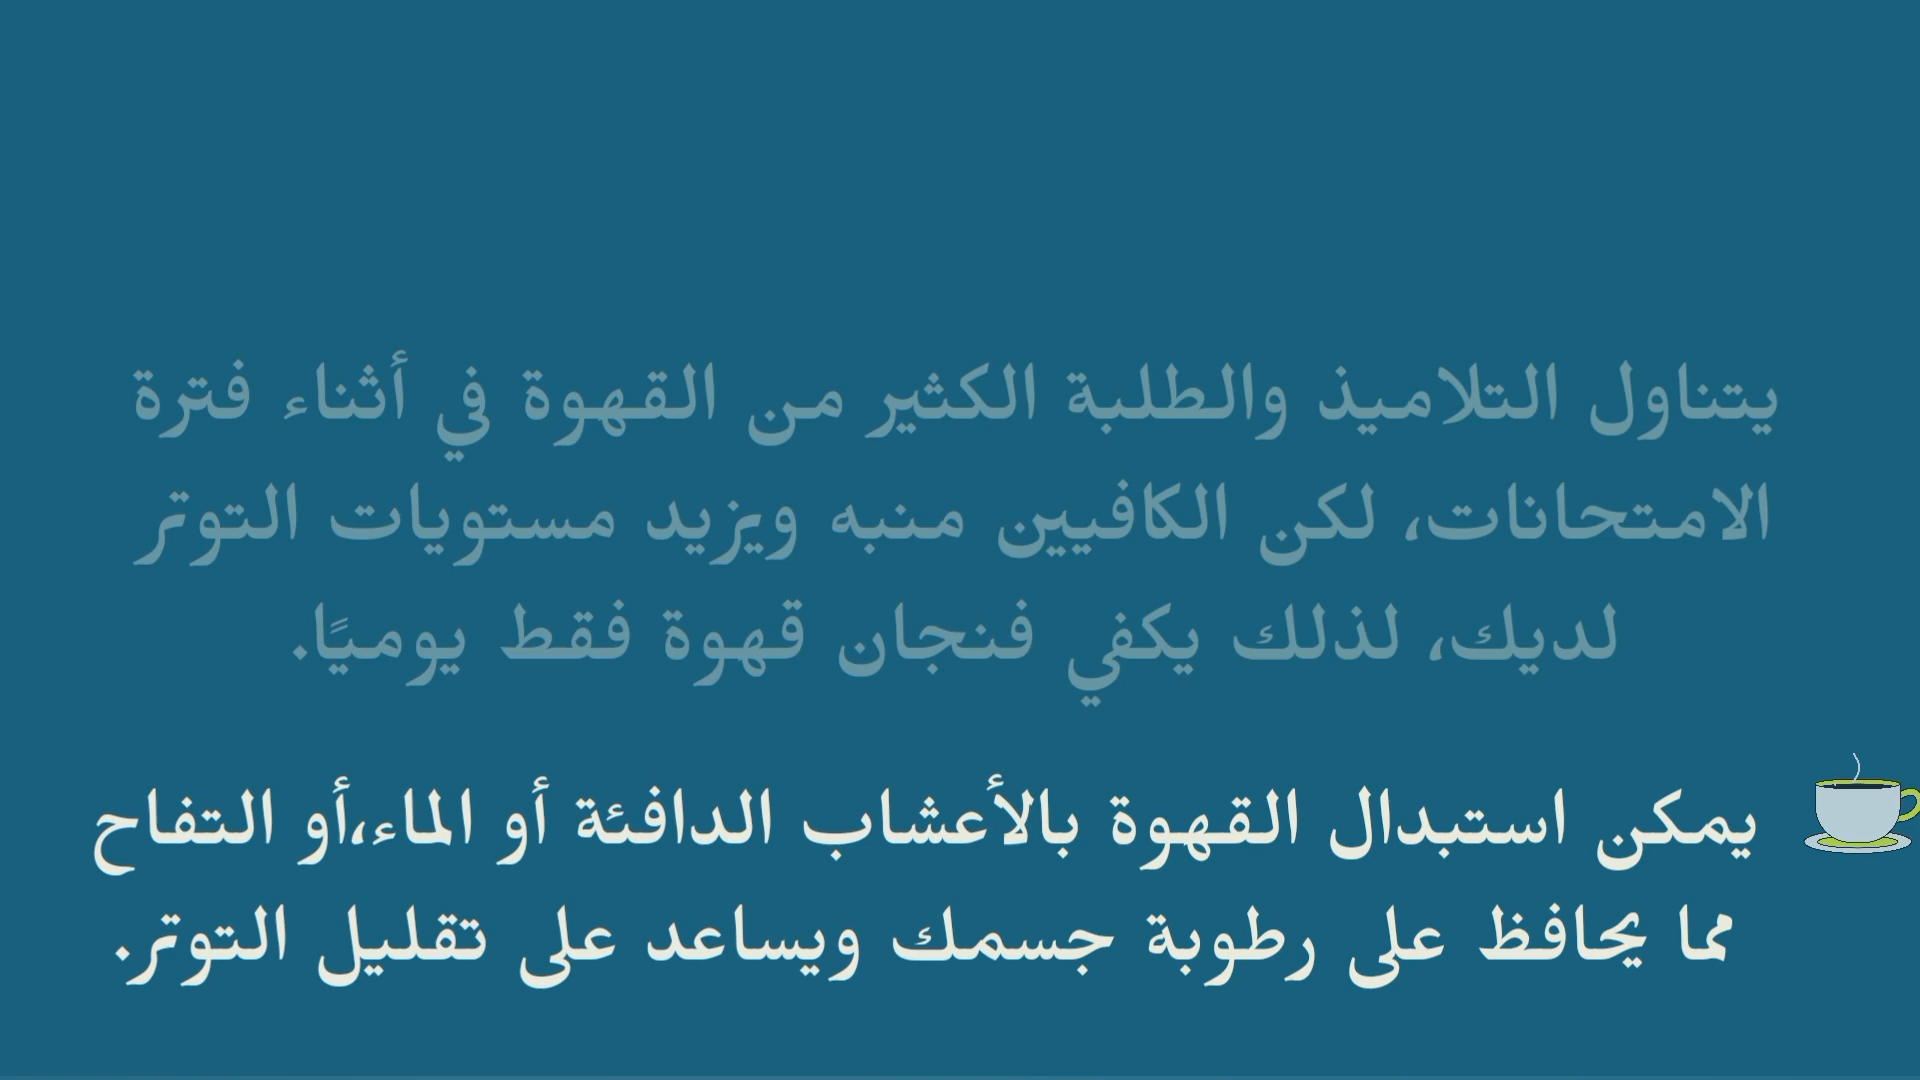 يتناول التلاميذ والطلبة الكثير من القهوة في أثناء فترة
الامتحانات، لكن الكافيين منبه ويزيد مستويات التوتر
لديك، لذلك يكفي فنجان قهوة فقط يوميًا.
يمكن استبدال القهوة بالأعشاب الدافئة أو الماء،أو التفاح
مما يحافظ على رطوبة جسمك ويساعد على تقليل التوتر.